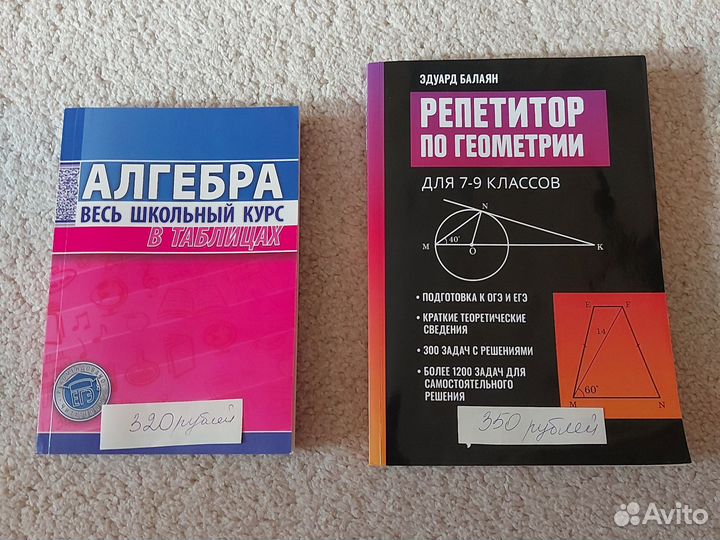 АЛГЕБРА
ВЕСЬ ШКОЛЬНЫЙ КУРС
В ТАБЛИЦАХ
ЕГЭ
320 рублей
ЭДУАРД БАЛАЯН
РЕПЕТИТОР
ПО ГЕОМЕТРИИ
ДЛЯ 7-9 КЛАССОВ
N
M
40°
O
K
• ПОДГОТОВКА К ОГЭ И ЕГЭ
• КРАТКИЕ ТЕОРЕТИЧЕСКИЕ
СВЕДЕНИЯ
• 300 ЗАДАЧ С РЕШЕНИЯМИ
• БОЛЕЕ 1200 ЗАДАЧ ДЛЯ
САМОСТОЯТЕЛЬНОГО
РЕШЕНИЯ
E
F
14
60°
M
N
350 рублей
Avito